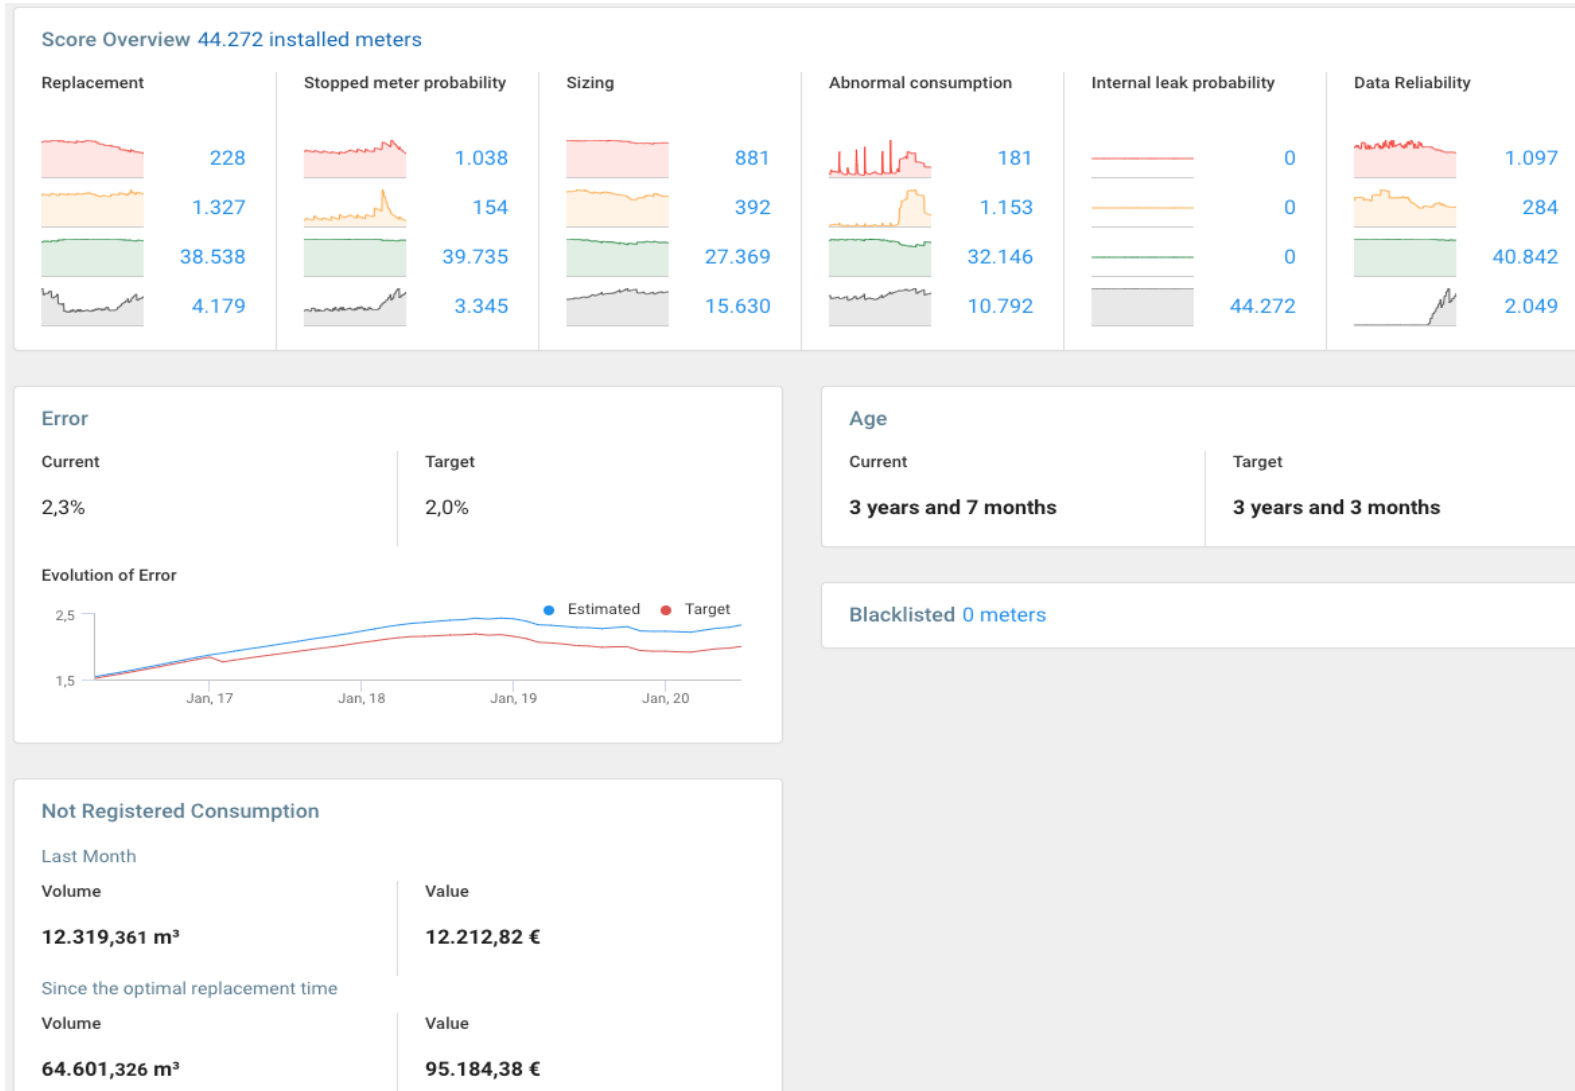 Score Overview 44.272 installed meters
Replacement Stopped meter probability Sizing Abnormal consumption Internal leak probability Data Reliability
228 1.038 881 181 0 1.097
1.327 154 392 1.153 0 284
38.538 39.735 27.369 32.146 0 40.842
4.179 3.345 15.630 10.792 44.272 2.049
Error
Current Target
2,3% 2,0%
Evolution of Error
Estimated Target
2,5
1,5
Jan, 17 Jan, 18 Jan, 19 Jan, 20
Age
Current Target
3 years and 7 months 3 years and 3 months
Blacklisted 0 meters
Not Registered Consumption
Last Month
Volume Value
12.319,361 m³ 12.212,82 €
Since the optimal replacement time
Volume Value
64.601,326 m³ 95.184,38 €